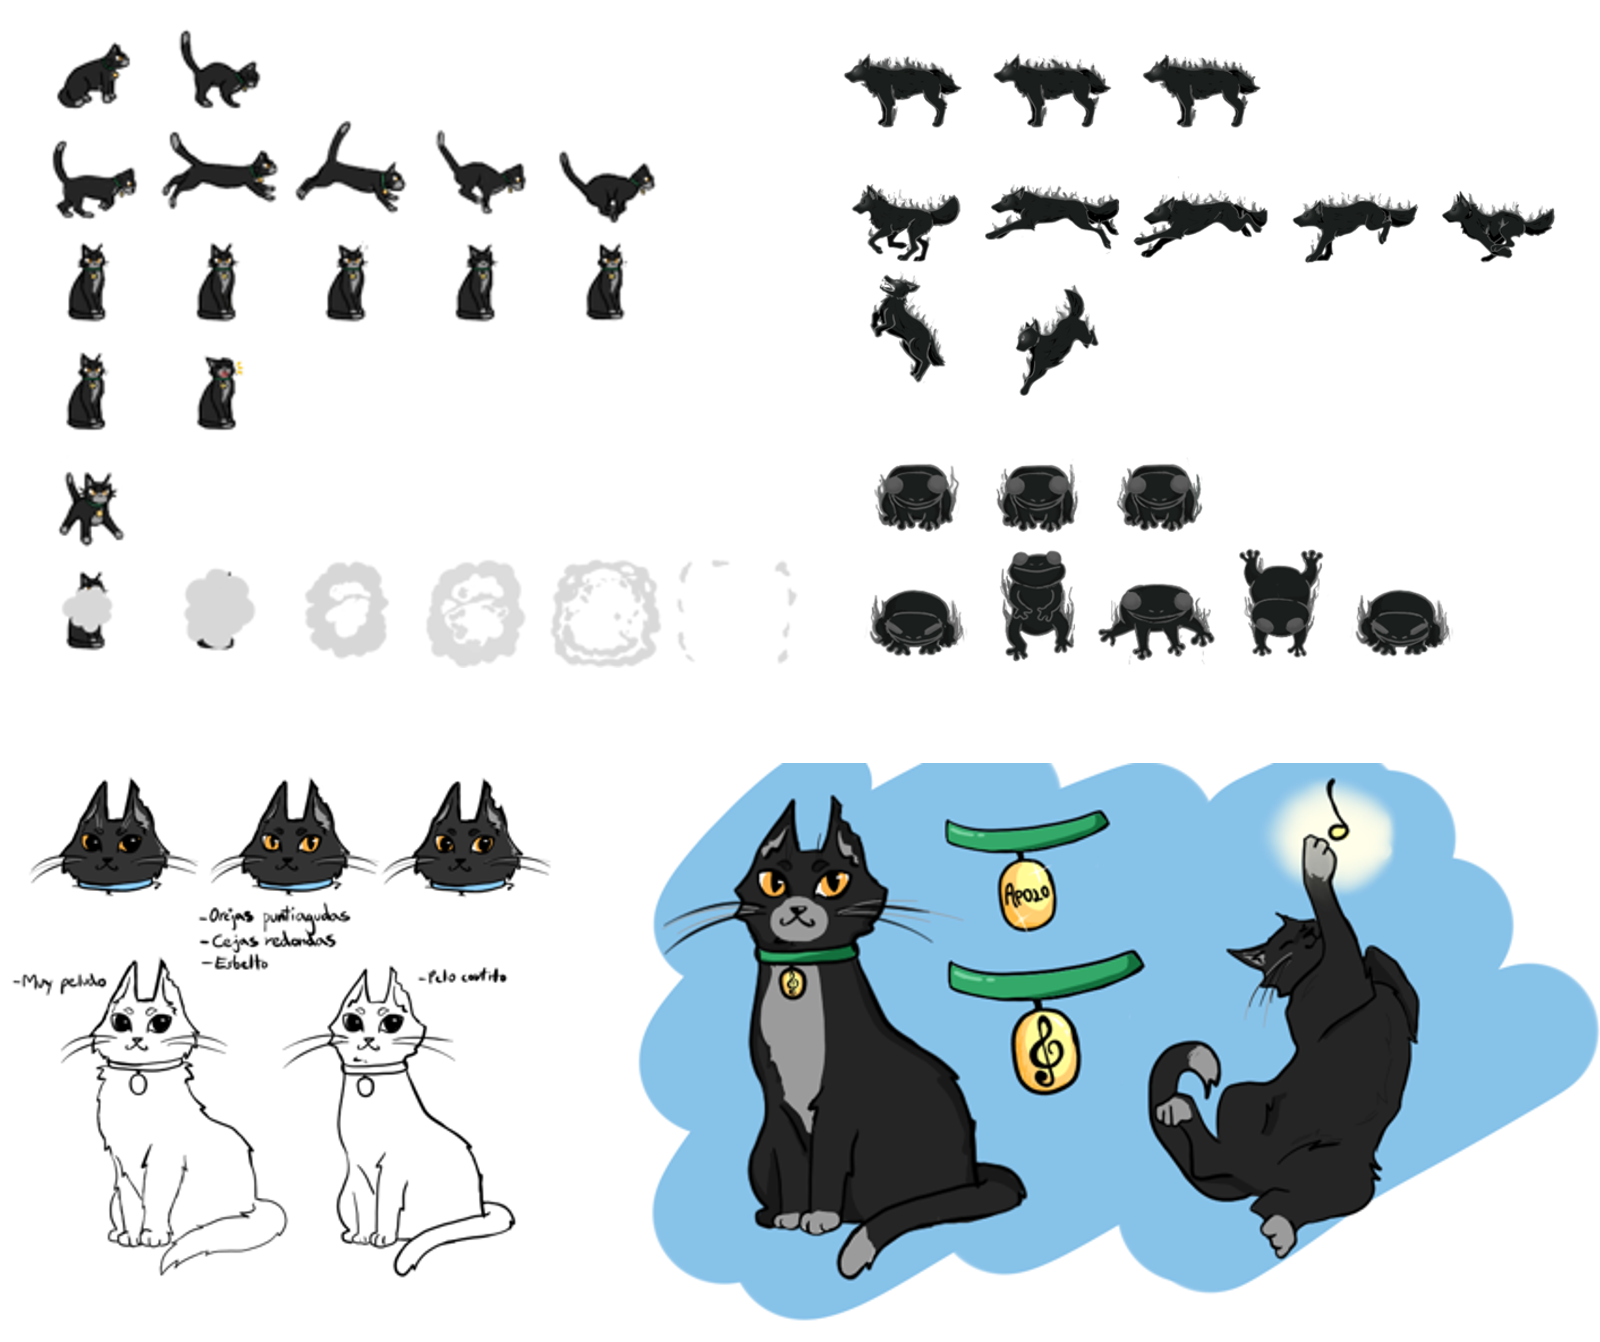 -Orejas puntiagudas
-Cejas redondas
-Esbelto
-Muy peludo
-Pelo cortito
APOLO